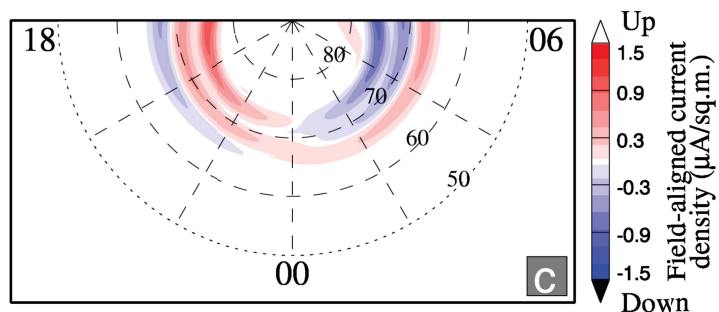 18
06
80
70
60
50
00
C
Up
1.5
0.9
0.3
-0.3
-0.9
-1.5
Down
Field-aligned current
density (µA/sq.m.)